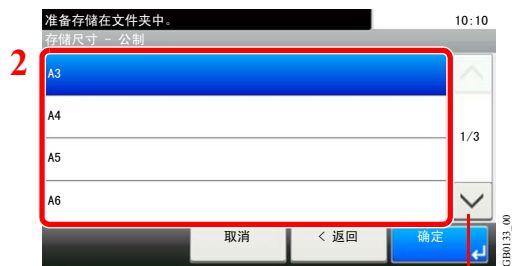 准备存储在文件夹中。 10:10
存储尺寸 - 公制
2
A3
A4
1/3
A5
A6
取消 < 返回 确定
GB0133_00